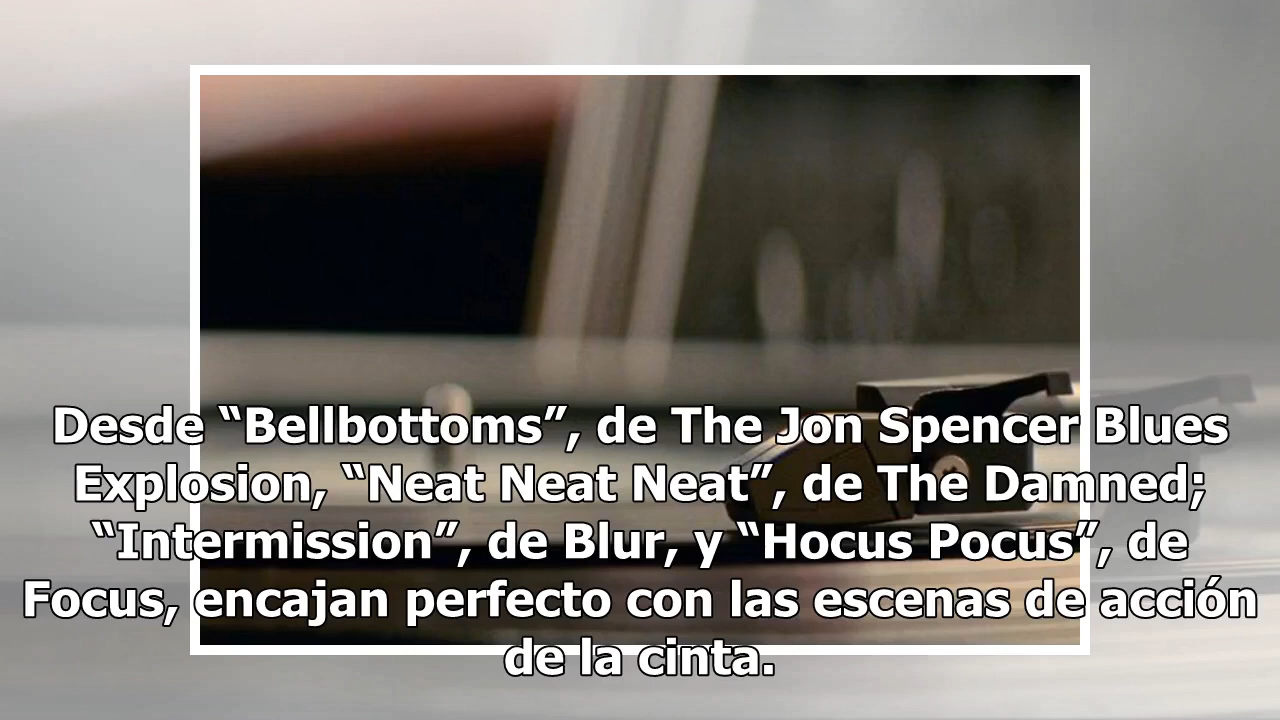 Desde “Bellbottoms”, de The Jon Spencer Blues
Explosion, “Neat Neat Neat”, de The Damned;
“Intermission”, de Blur, y “Hocus Pocus”, de
Focus, encajan perfecto con las escenas de acción
de la cinta.